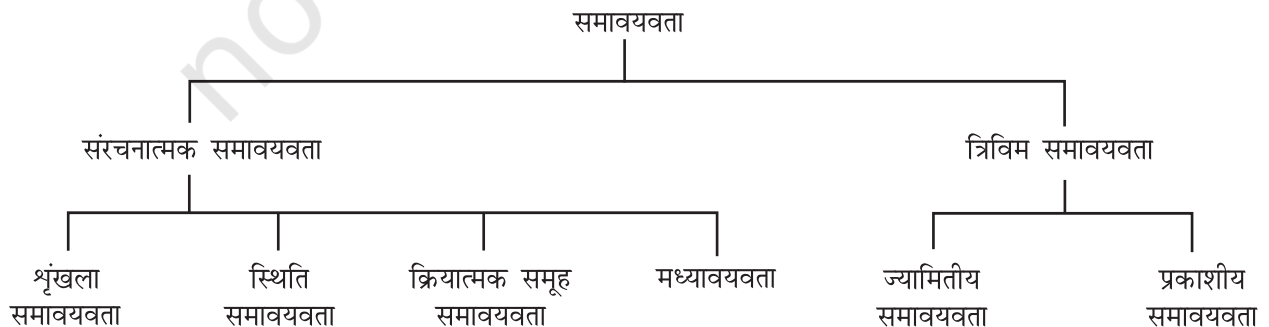 समावयवता
संरचनात्मक समावयवता
त्रिविम समावयवता
शृंखला
समावयवता
स्थिति
समावयवता
क्रियात्मक समूह
समावयवता
मध्यावयवता
ज्यामितीय
समावयवता
प्रकाशीय
समावयवता
no